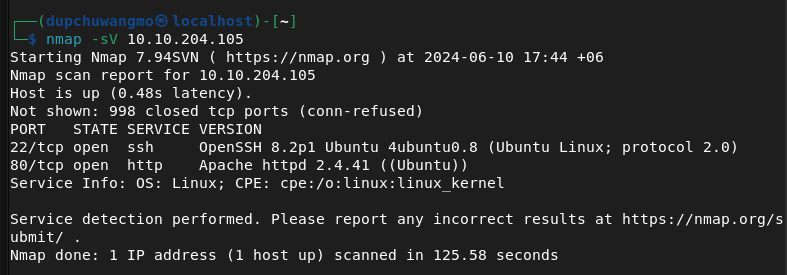 ┌──(dupchuwangmo㉿localhost)-[~]
└─$ nmap -sV 10.10.204.105
Starting Nmap 7.94SVN ( https://nmap.org ) at 2024-06-10 17:44 +06
Nmap scan report for 10.10.204.105
Host is up (0.48s latency).
Not shown: 998 closed tcp ports (conn-refused)
PORT   STATE SERVICE VERSION
22/tcp open  ssh     OpenSSH 8.2p1 Ubuntu 4ubuntu0.8 (Ubuntu Linux; protocol 2.0)
80/tcp open  http    Apache httpd 2.4.41 ((Ubuntu))
Service Info: OS: Linux; CPE: cpe:/o:linux:linux_kernel
Service detection performed. Please report any incorrect results at https://nmap.org/s
ubmit/ .
Nmap done: 1 IP address (1 host up) scanned in 125.58 seconds